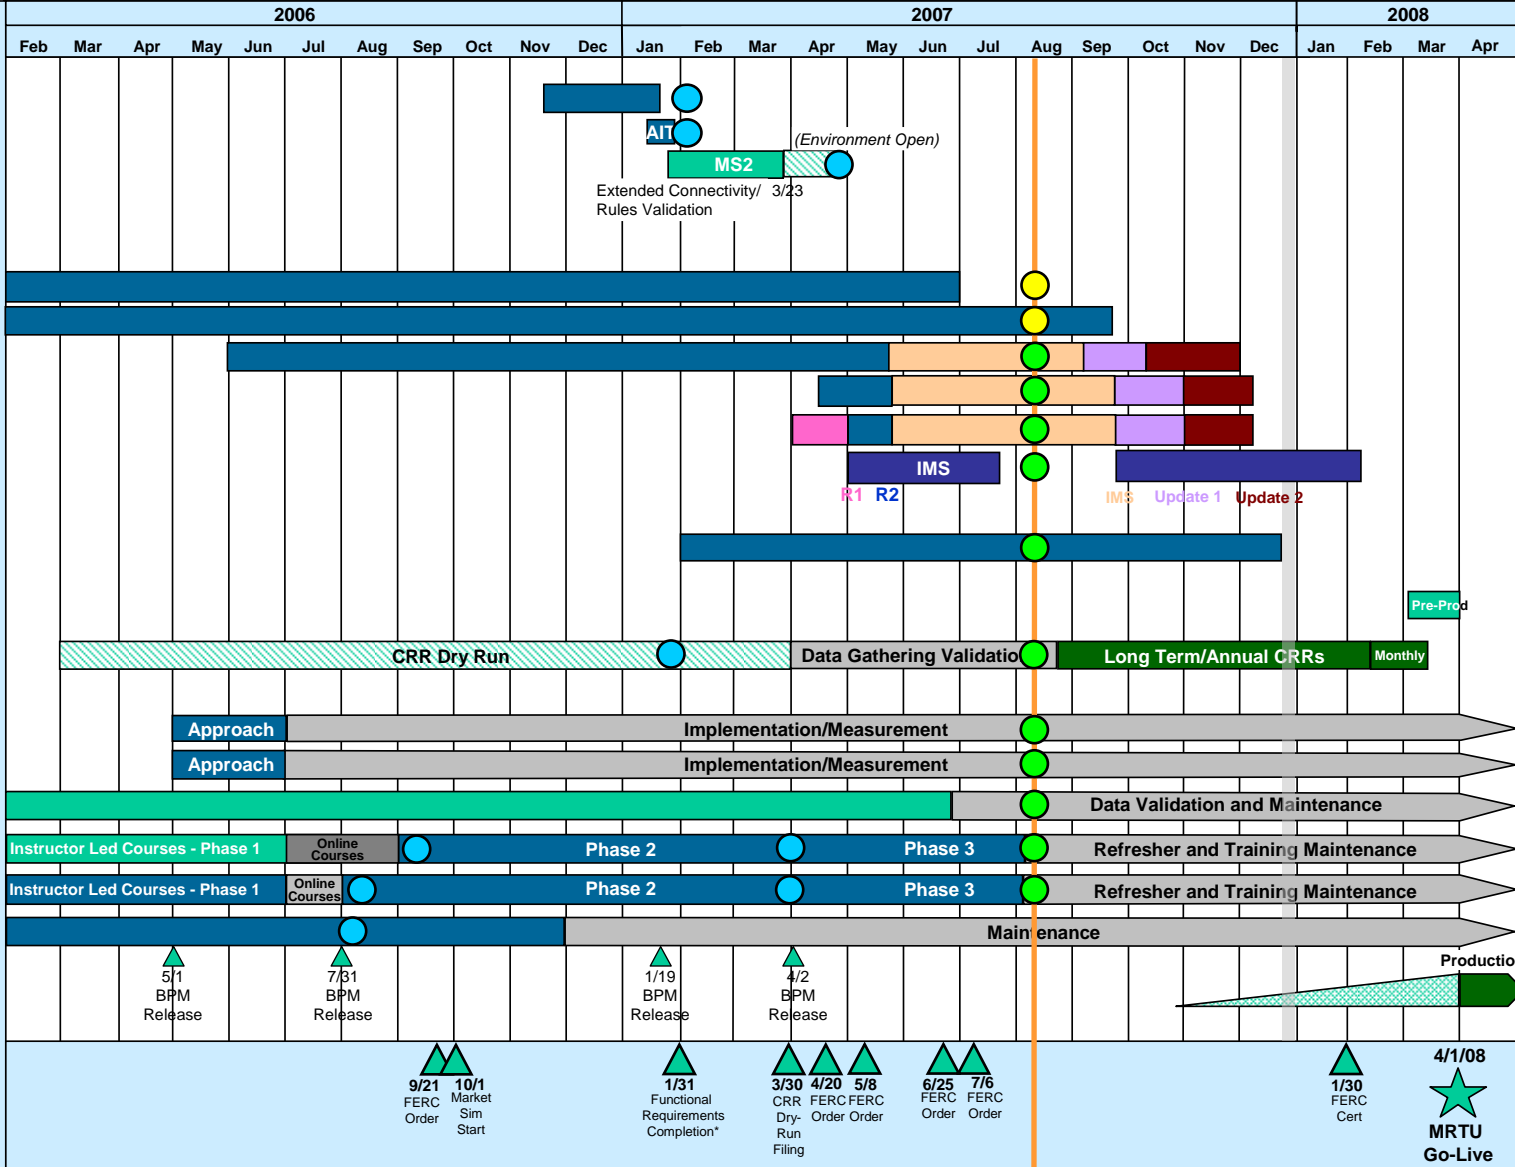 2006
2007
2008
Feb Mar Apr May Jun Jul Aug Sep Oct Nov Dec Jan Feb Mar Apr May Jun Jul Aug Sep Oct Nov Dec Jan Feb Mar Apr
AIT
(Environment Open)
MS2
Extended Connectivity/ 3/23
Rules Validation
IMS
R1 R2
IMS Update 1 Update 2
Pre-Prod
CRR Dry Run
Data Gathering Validatio
Long Term/Annual CRRs
Monthly
Approach
Implementation/Measurement
Approach
Implementation/Measurement
Data Validation and Maintenance
Instructor Led Courses - Phase 1
Online
Courses
Phase 2
Phase 3
Refresher and Training Maintenance
Instructor Led Courses - Phase 1
Online
Courses
Phase 2
Phase 3
Refresher and Training Maintenance
Maintenance
5/1
BPM
Release
7/31
BPM
Release
1/19
BPM
Release
4/2
BPM
Release
Productio
9/21
FERC
Order
10/1
Market
Sim
Start
1/31
Functional
Requirements
Completion*
3/30
CRR
Dry-
Run
Filing
4/20
FERC
Order
5/8
FERC
Order
6/25
FERC
Order
7/6
FERC
Order
1/30
FERC
Cert
4/1/08
MRTU
Go-Live